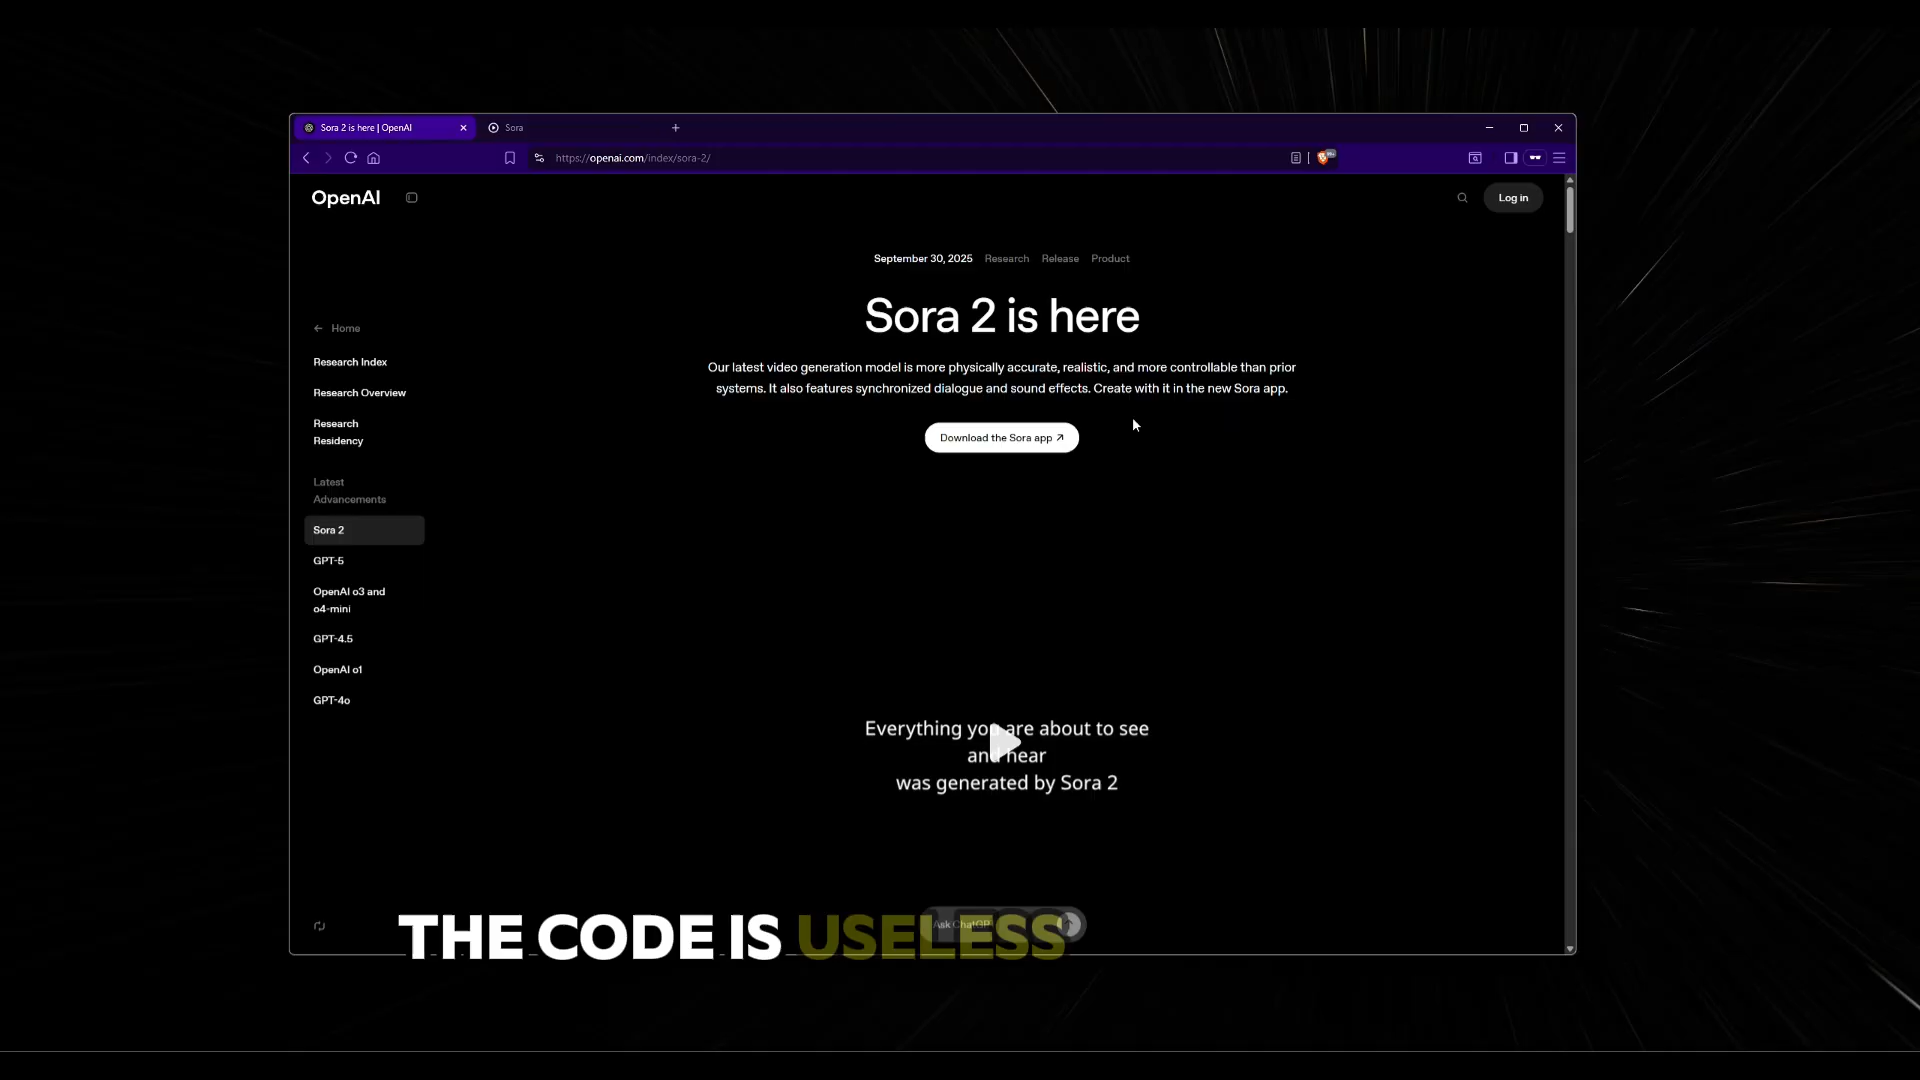 Sora 2 is here | OpenAI
Sora
https://openai.com/index/sora-2/
OpenAI
Log in
September 30, 2025 Research Release Product
Sora 2 is here
Our latest video generation model is more physically accurate, realistic, and more controllable than prior
systems. It also features synchronized dialogue and sound effects. Create with it in the new Sora app.
Download the Sora app ↗
← Home
Research Index
Research Overview
Research
Residency
Latest
Advancements
Sora 2
GPT-5
OpenAI o3 and
o4-mini
GPT-4.5
OpenAI o1
GPT-4o
Everything you are about to see
and hear
was generated by Sora 2
Ask ChatGP
THE CODE IS USELESS